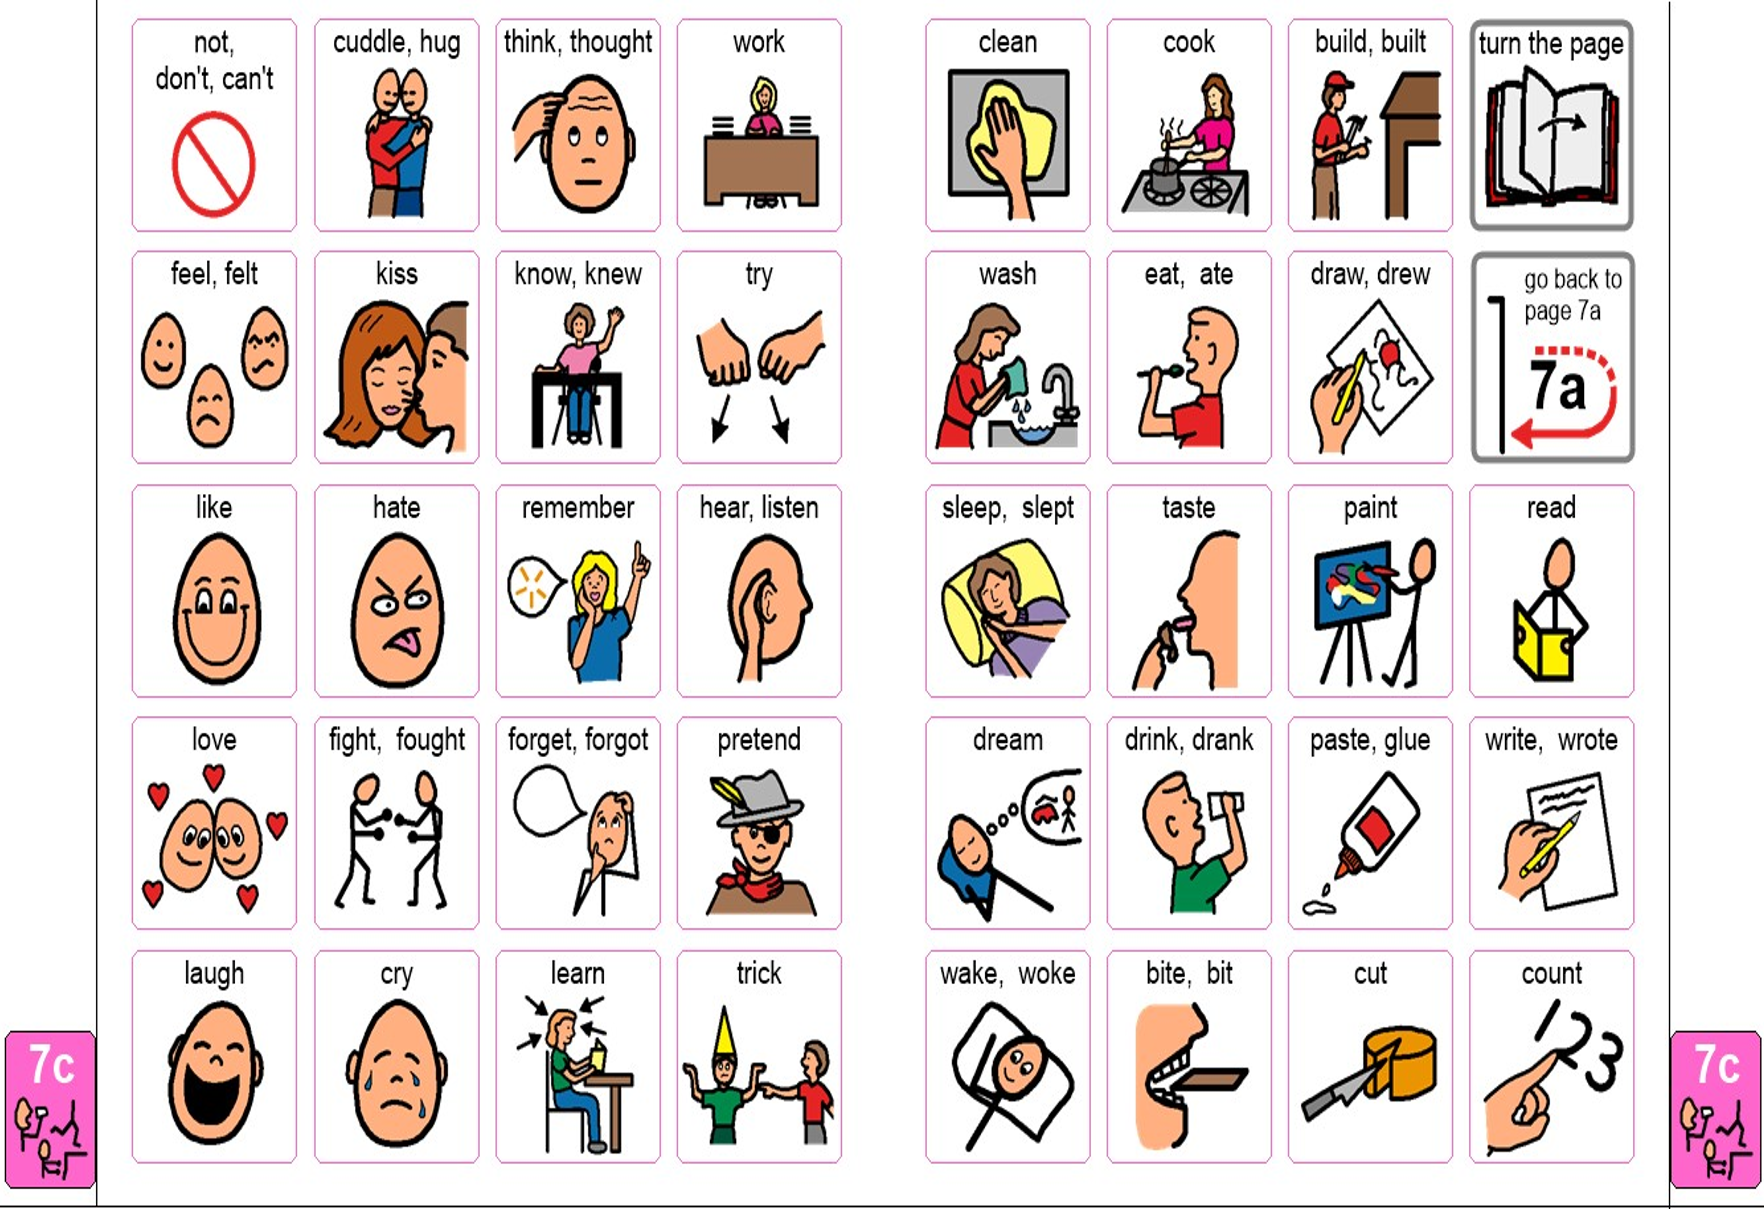 not,
don't, can't
cuddle, hug
think, thought
work
clean
cook
build, built
turn the page
feel, felt
kiss
know, knew
try
wash
eat, ate
draw, drew
go back to
page 7a
7a
like
hate
remember
hear, listen
sleep, slept
taste
paint
read
love
fight, fought
forget, forgot
pretend
dream
drink, drank
paste, glue
write, wrote
laugh
cry
learn
trick
wake, woke
bite, bit
cut
count
123
7c
7c